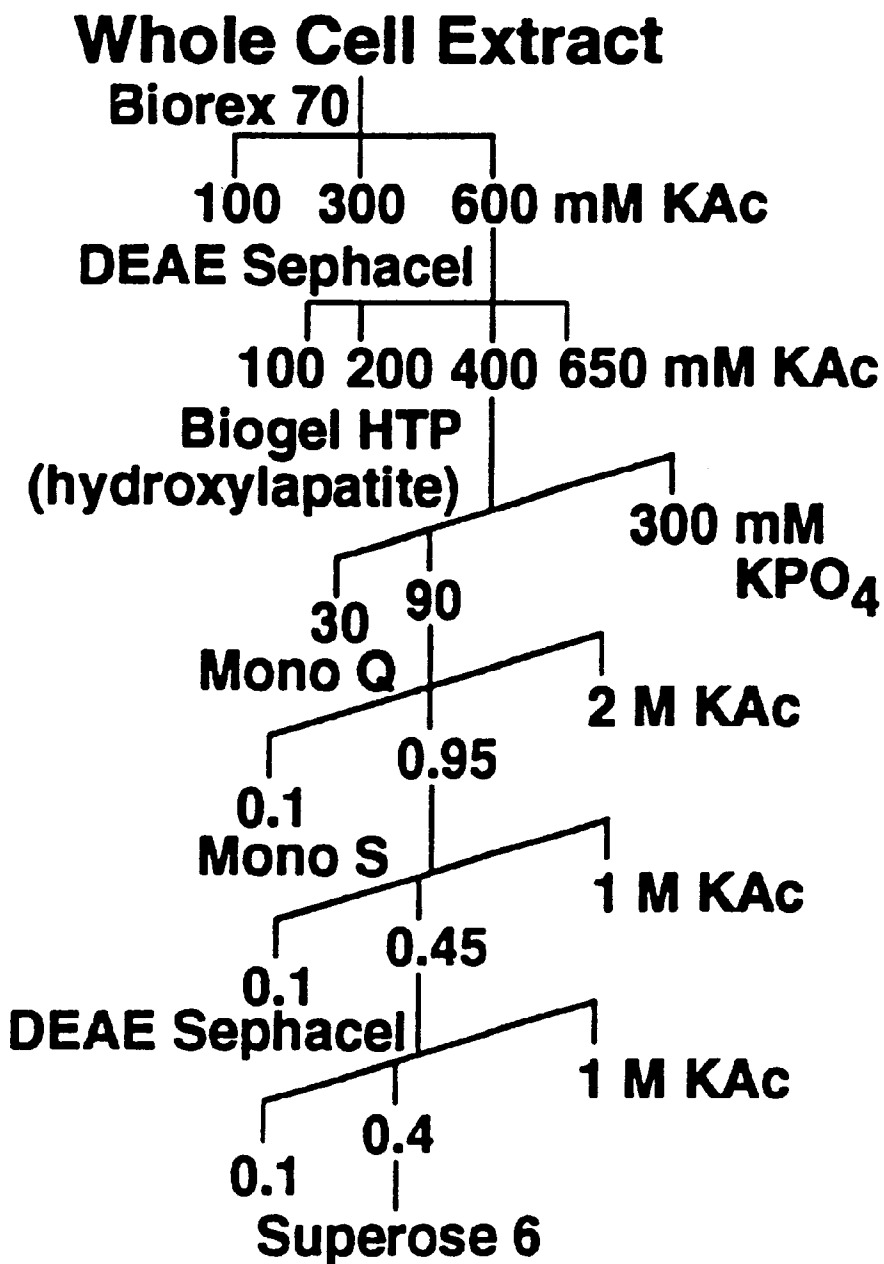 Whole Cell Extract
Biorex 70
100 300 600 mM KAc
DEAE Sephacel
100 200 400 650 mM KAc
Biogel HTP
(hydroxylapatite)
300 mM
KPO4
30 90
Mono Q
2 M KAc
0.95
0.1
Mono S
1 M KAc
0.45
0.1
DEAE Sephacel
1 M KAc
0.4
0.1
Superose 6